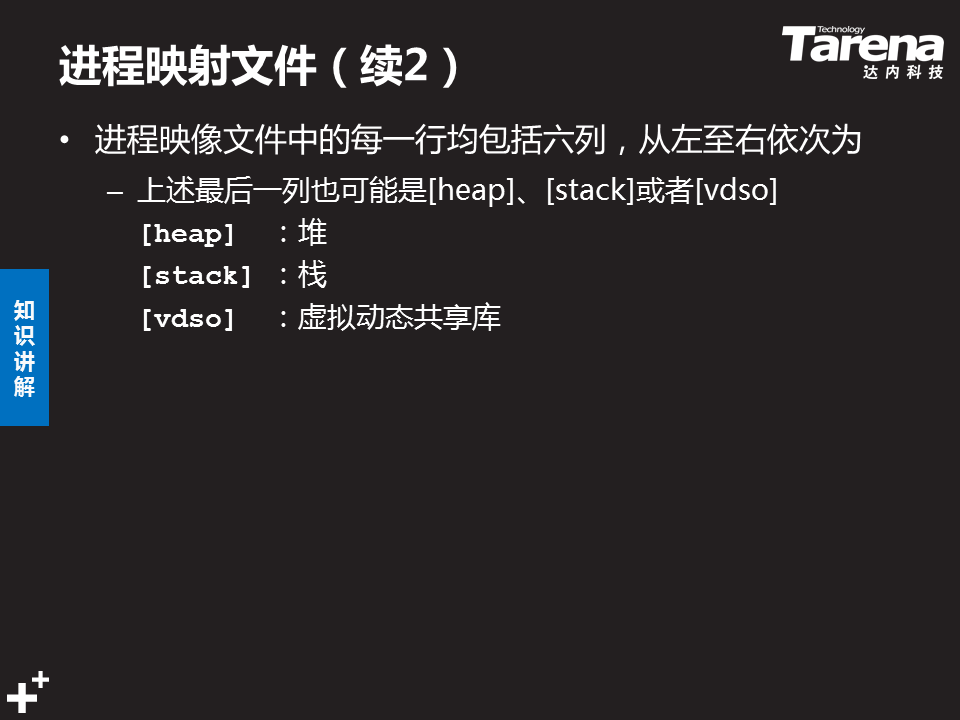 进程映射文件（续2）
Technology
Tarena
达内科技
• 进程映像文件中的每一行均包括六列，从左至右依次为
– 上述最后一列也可能是[heap]、[stack]或者[vdso]
[heap] ：堆
[stack] ：栈
[vdso] ：虚拟动态共享库
知
识
讲
解